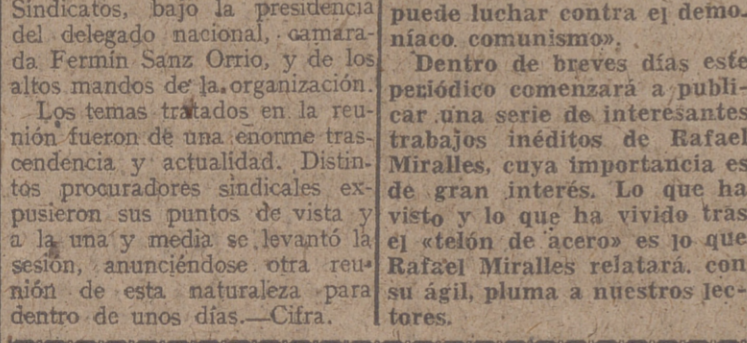 Sindicatos, bajo la presidencia
del delegado nacional, camara-
da Fermín Sanz Orrio, y de los
altos mandos de la organización.
Los temas tratados en la reu-
nión fueron de una enorme tras-
cendencia y actualidad. Distin-
tos procuradores sindicales ex-
pusieron sus puntos de vista y
a la una y media se levantó la
sesión, anunciéndose otra reu-
nión de esta naturaleza para
dentro de unos días.—Cifra.
puede luchar contra el demo-
níaco comunismo».
Dentro de breves días este
periódico comenzará a publi-
car una serie de interesantes
trabajos inéditos de Rafael
Miralles, cuya importancia es
de gran interés. Lo que ha
visto y lo que ha vivido tras
el «telón de acero» es lo que
Rafael Miralles relatará. con
su ágil, pluma a nuestros lec-
tores.